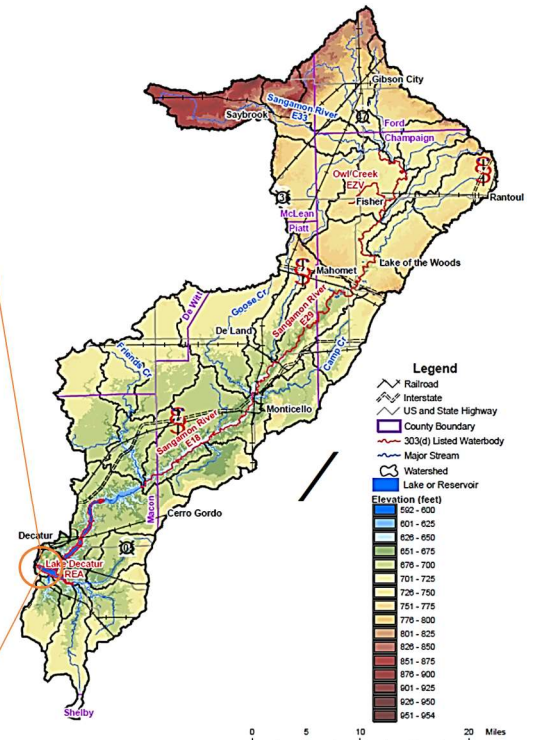 Gibson City
Sangamon River
E33
Saybrook
Ford
Champaign
Owl Creek
EZV
Fisher
Rantoul
McLean
Piatt
Lake of the Woods
Mahomet
De Witt
Goose Cr
Sangamon River
E29
De Land
Camp Cr
Friends Cr
Monticello
Sangamon River
E18
Macon
Cerro Gordo
Decatur
Lake Decatur
REA
Shelby
Legend
Railroad
Interstate
US and State Highway
County Boundary
303(d) Listed Waterbody
Major Stream
Watershed
Lake or Reservoir
Elevation (feet)
592 - 600
601 - 625
626 - 650
651 - 675
676 - 700
701 - 725
726 - 750
751 - 775
776 - 800
801 - 825
826 - 850
851 - 875
876 - 900
901 - 925
926 - 950
951 - 954
0 5 10 20 Miles